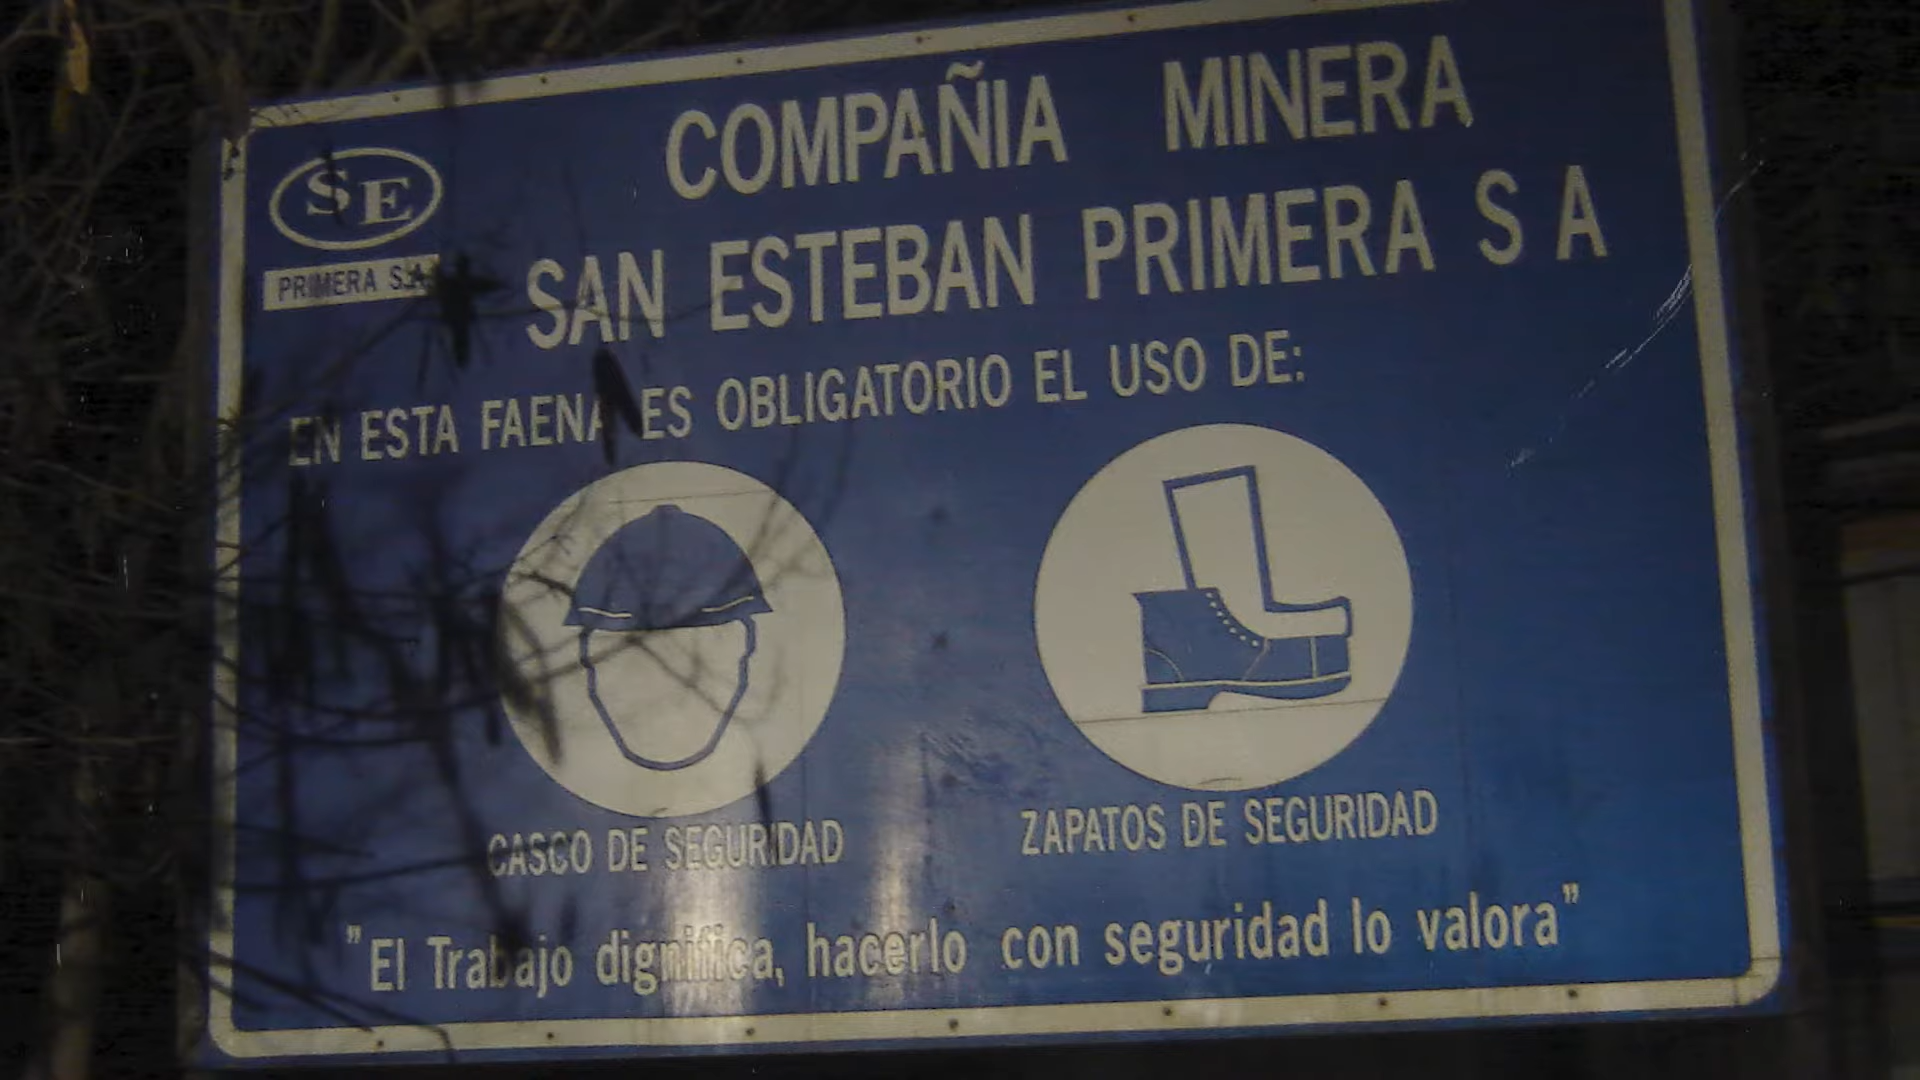 COMPAÑIA MINERA
SE
PRIMERA S.A.
SAN ESTEBAN PRIMERA S A
EN ESTA FAENA ES OBLIGATORIO EL USO DE:
CASCO DE SEGURIDAD
ZAPATOS DE SEGURIDAD
"El Trabajo dignifica, hacerlo con seguridad lo valora"